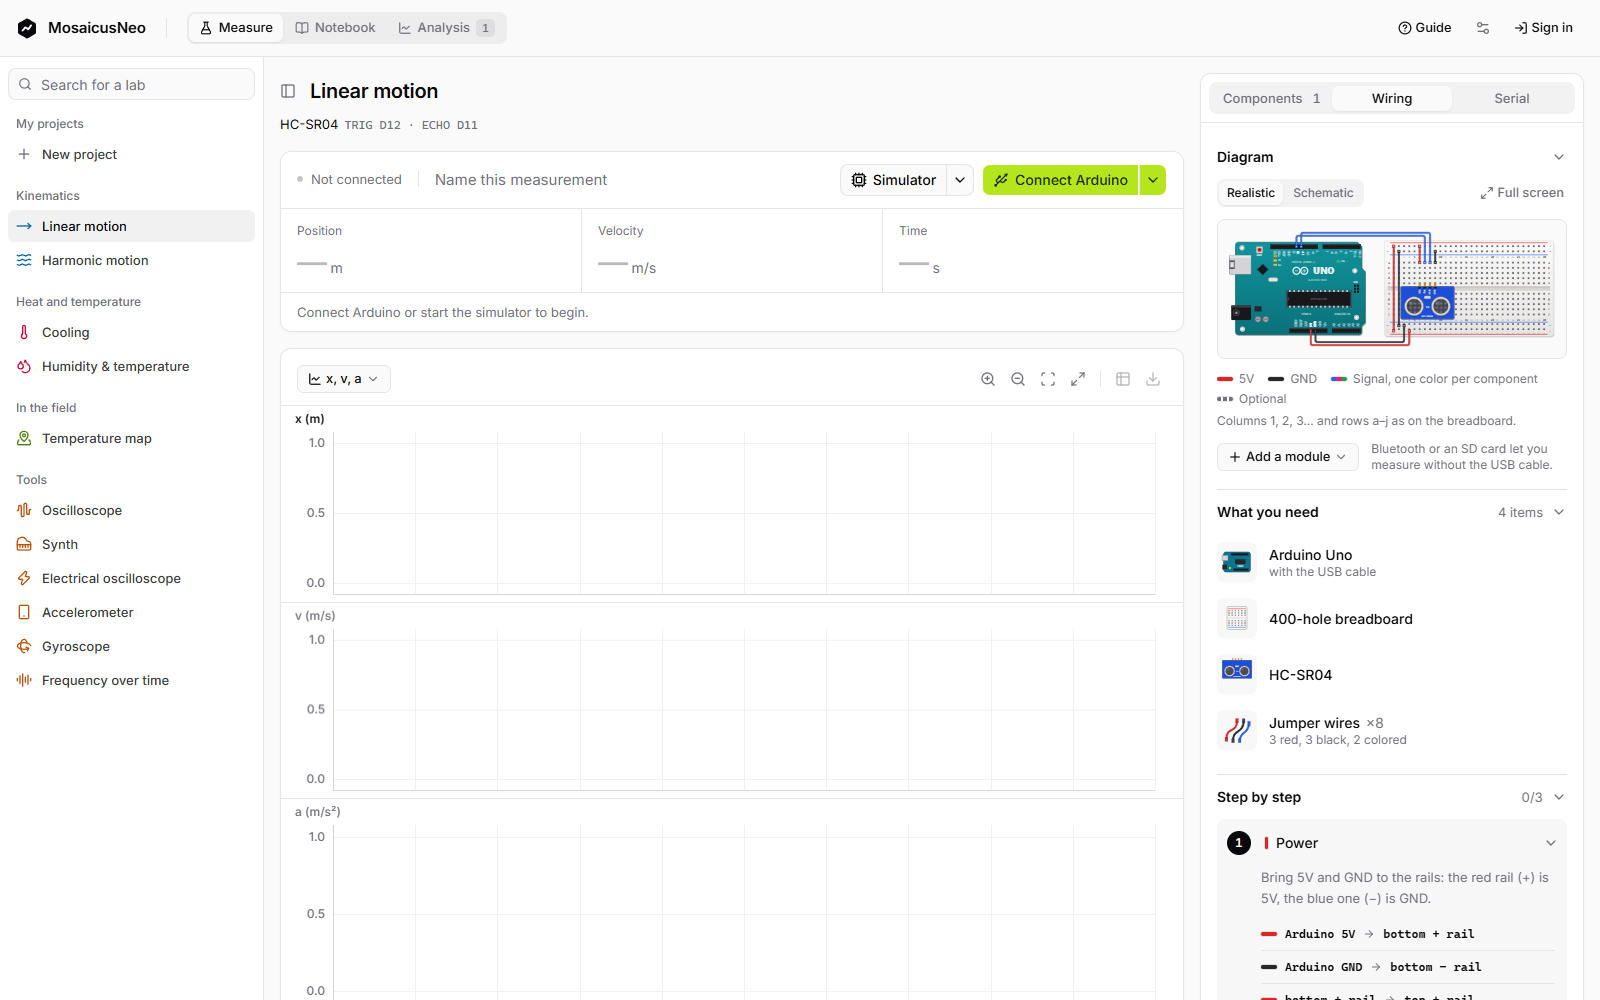 MosaicusNeo
Measure
Notebook
Analysis 1
Guide
Sign in
Search for a lab
My projects
New project
Kinematics
Linear motion
Harmonic motion
Heat and temperature
Cooling
Humidity & temperature
In the field
Temperature map
Tools
Oscilloscope
Synth
Electrical oscilloscope
Accelerometer
Gyroscope
Frequency over time
Linear motion
HC-SR04 TRIG D12 · ECHO D11
Not connected
Name this measurement
Simulator
Connect Arduino
Position
— m
Velocity
— m/s
Time
— s
Connect Arduino or start the simulator to begin.
x, v, a
x (m)
1.0
0.5
0.0
v (m/s)
1.0
0.5
0.0
a (m/s²)
1.0
0.5
0.0
Components 1
Wiring
Serial
Diagram
Realistic
Schematic
Full screen
UNO
5V
GND
Signal, one color per component
Optional
Columns 1, 2, 3... and rows a–j as on the breadboard.
Add a module
Bluetooth or an SD card let you
measure without the USB cable.
What you need
4 items
Arduino Uno
with the USB cable
400-hole breadboard
HC-SR04
Jumper wires ×8
3 red, 3 black, 2 colored
Step by step
0/3
1 Power
Bring 5V and GND to the rails: the red rail (+) is
5V, the blue one (−) is GND.
Arduino 5V → bottom + rail
Arduino GND → bottom − rail
bottom + rail → top + rail